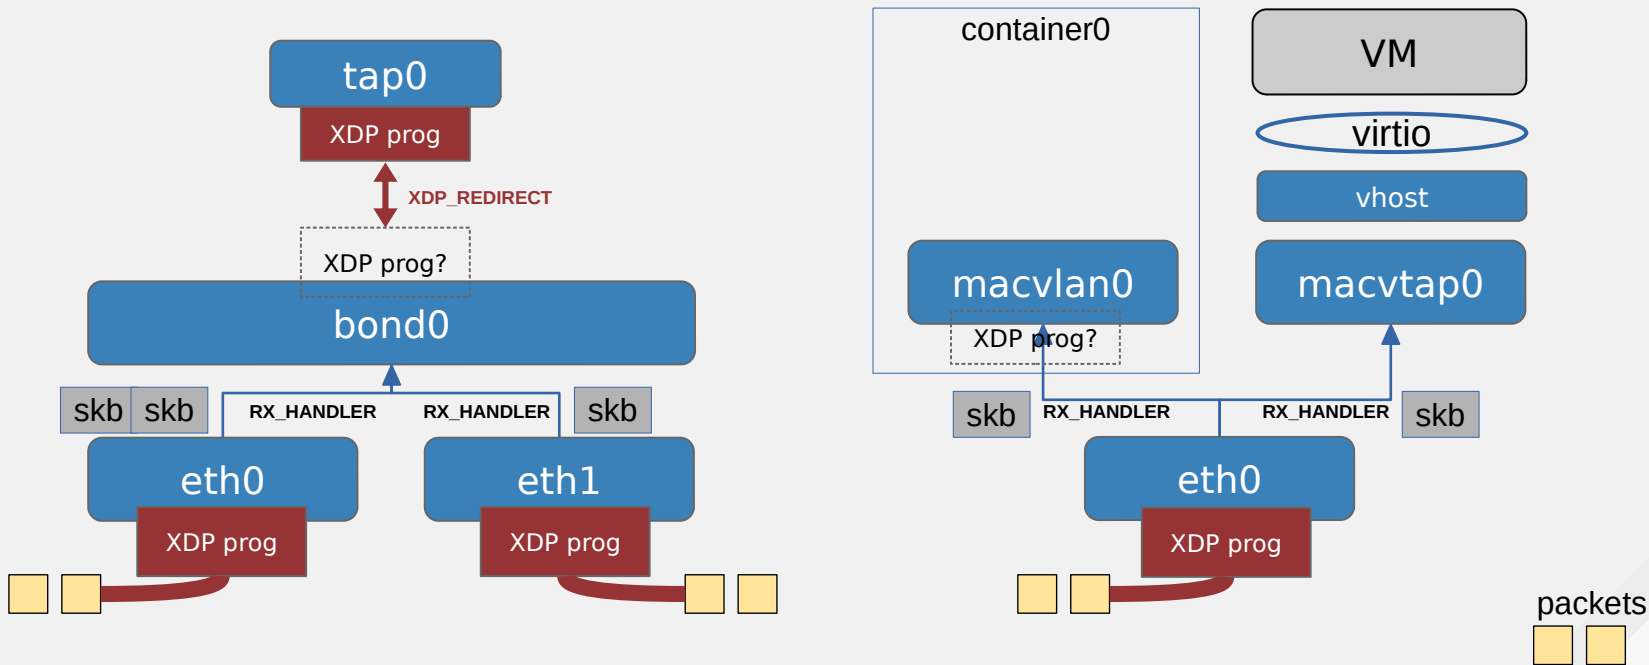 tap0
XDP prog
XDP_REDIRECT
XDP prog?
bond0
skb
skb
RX_HANDLER
RX_HANDLER
skb
eth0
eth1
XDP prog
XDP prog
container0
macvlan0
XDP prog?
VM
virtio
vhost
macvtap0
skb
RX_HANDLER
RX_HANDLER
skb
eth0
XDP prog
packets